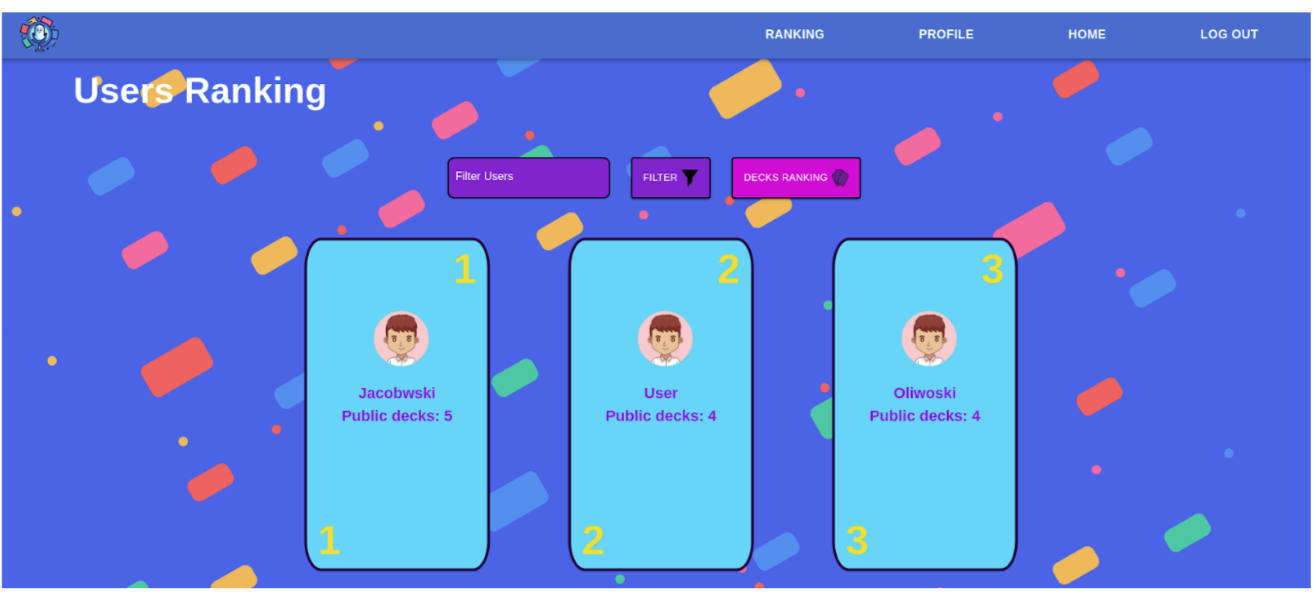 RANKING PROFILE HOME LOG OUT
Users Ranking
Filter Users FILTER DECKS RANKING
1 2 3
Jacobwski User Oliwoski
Public decks: 5 Public decks: 4 Public decks: 4
1 2 3